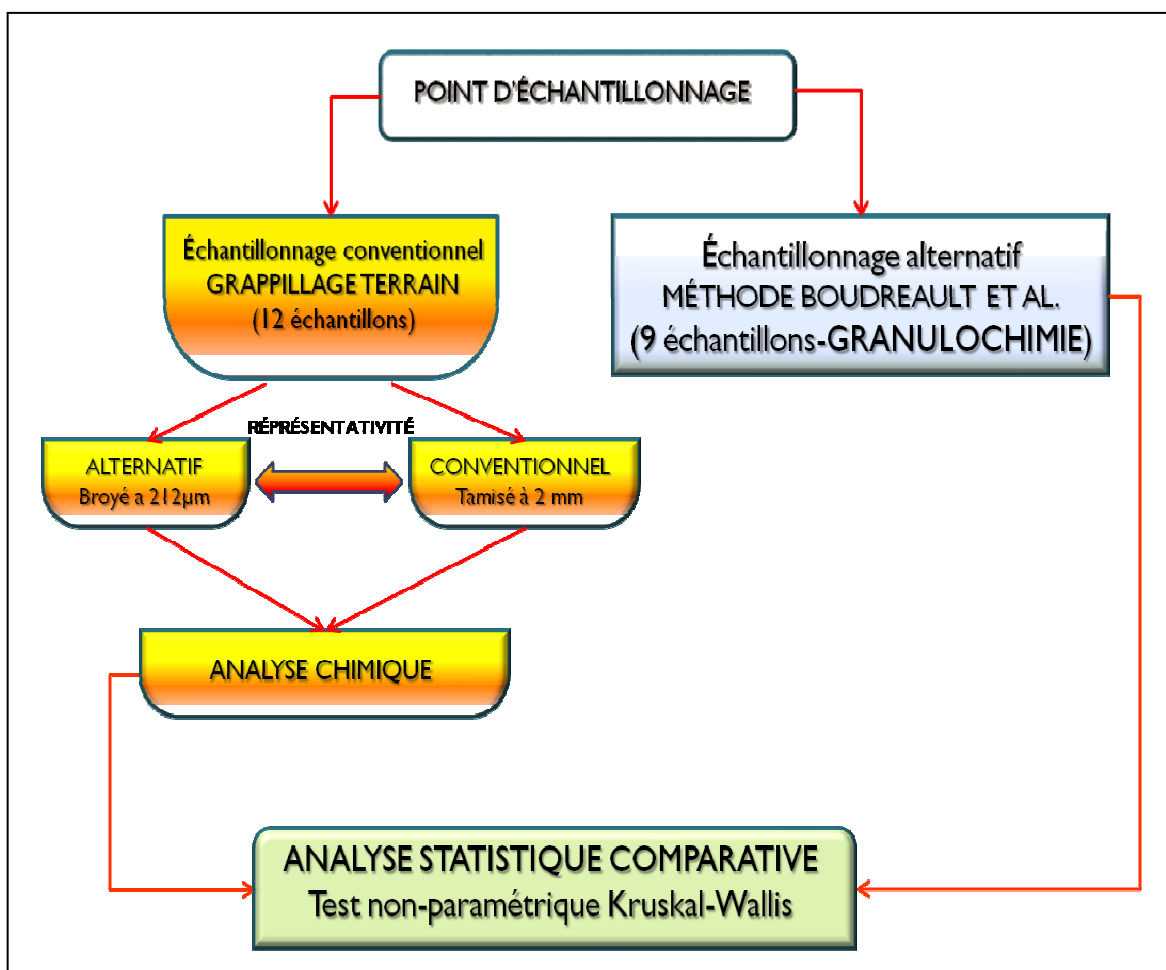 POINT D'ÉCHANTILLONNAGE
Échantillonnage conventionnel
GRAPPILLAGE TERRAIN
(12 échantillons)
Échantillonnage alternatif
MÉTHODE BOUDREAULT ET AL.
(9 échantillons-GRANULOCHIMIE)
RÉPRÉSENTATIVITÉ
ALTERNATIF
Broyé a 212µm
CONVENTIONNEL
Tamisé à 2 mm
ANALYSE CHIMIQUE
ANALYSE STATISTIQUE COMPARATIVE
Test non-paramétrique Kruskal-Wallis